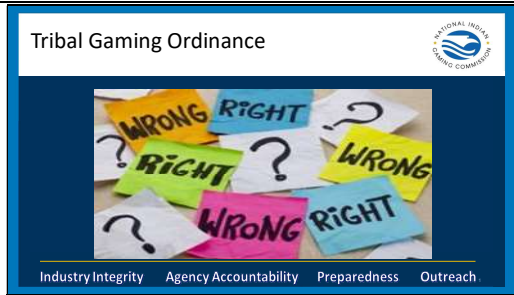 Tribal Gaming Ordinance
NATIONAL INDIAN
GAMING COMMISSION
WRONG
RIGHT
?
?
RIGHT
?
WRONG
?
WRONG
RIGHT
Industry Integrity Agency Accountability Preparedness Outreach